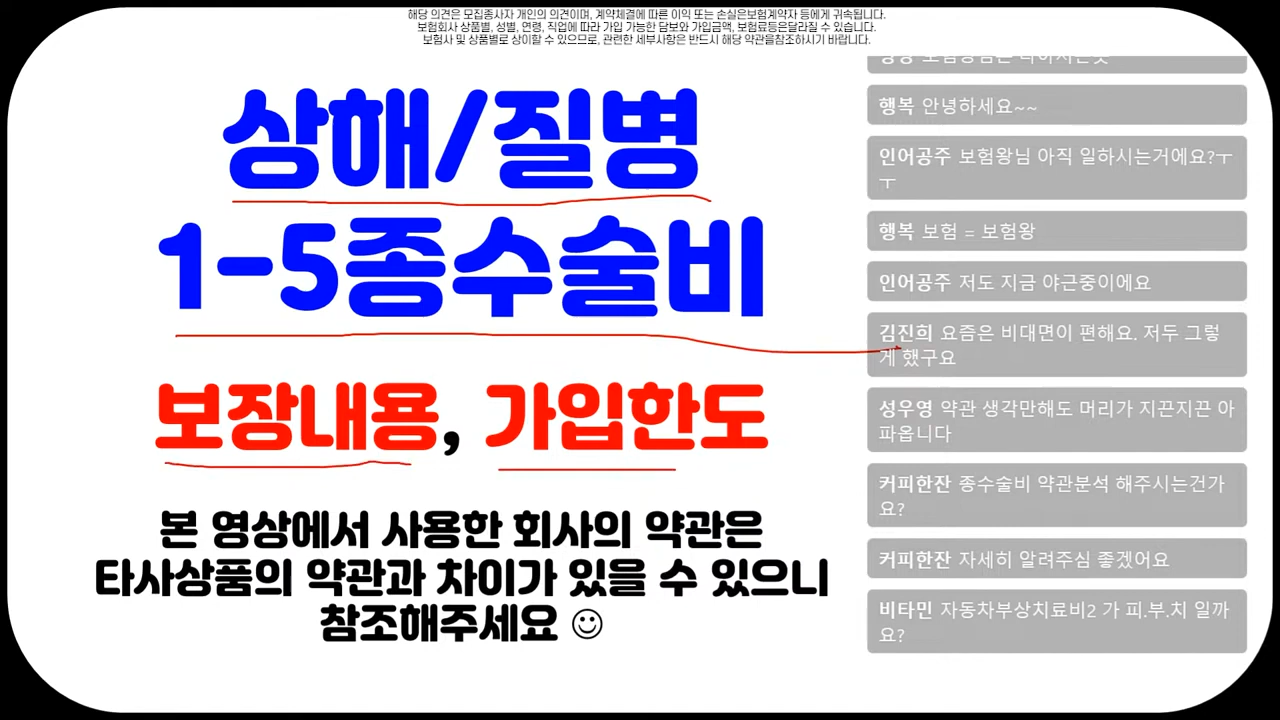 해당 의견은 모집종사자 개인의 의견이며, 계약체결에 따른 이익 또는 손실은보험계약자 등에게 귀속됩니다.
보험회사 상품별, 성별, 연령, 직업에 따라 가입 가능한 담보와 가입금액, 보험료등은달라질 수 있습니다.
보험사 및 상품별로 상이할 수 있으므로, 관련한 세부사항은 반드시 해당 약관을참조하시기 바랍니다.
상해/질병
1-5종수술비
보장내용, 가입한도
본 영상에서 사용한 회사의 약관은
타사상품의 약관과 차이가 있을 수 있으니
참조해주세요 ☺
행복 안녕하세요~~
인어공주 보험왕님 아직 일하시는거에요?ㅜ
ㅜ
행복 보험 = 보험왕
인어공주 저도 지금 야근중이에요
김진희 요즘은 비대면이 편해요. 저두 그렇
게 했구요
성우영 약관 생각만해도 머리가 지끈지끈 아
파옵니다
커피한잔 종수술비 약관분석 해주시는건가
요?
커피한잔 자세히 알려주심 좋겠어요
비타민 자동차부상치료비2 가 피.부.치 일까
요?